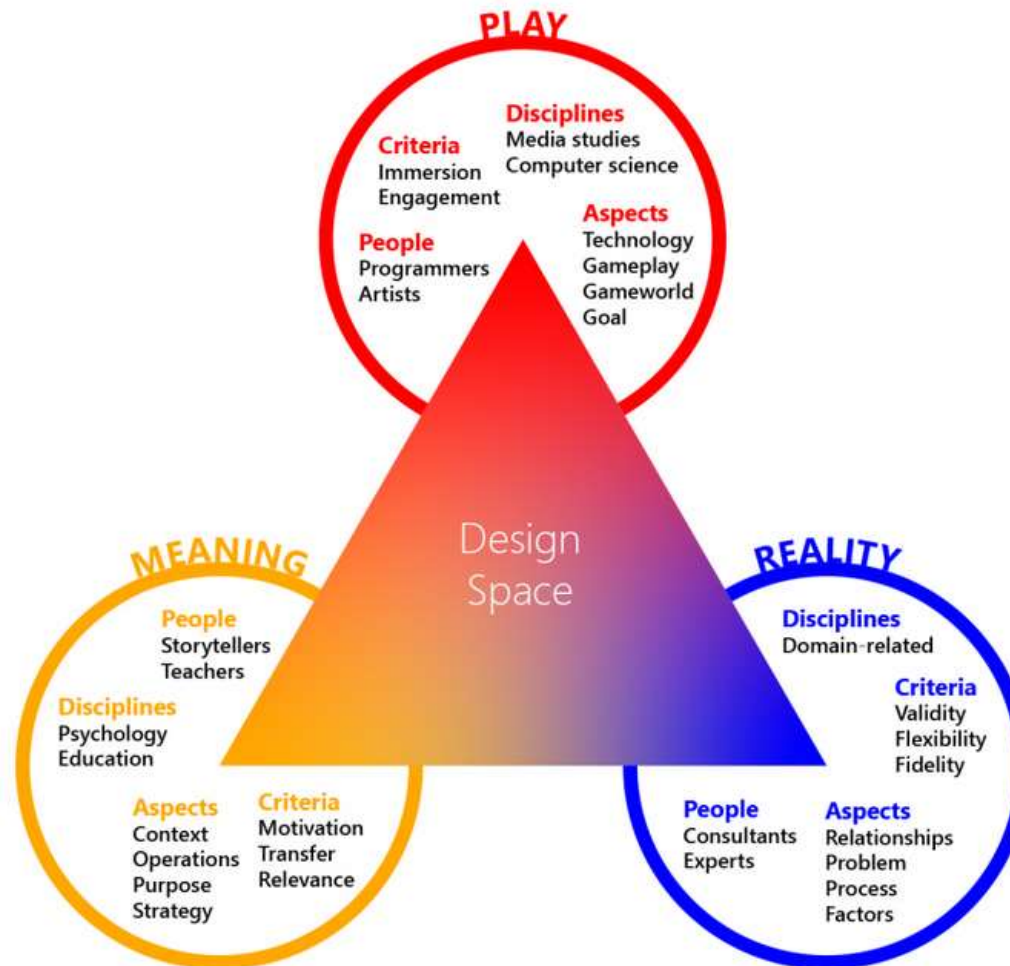 PLAY
Disciplines
Media studies
Computer science
Criteria
Immersion
Engagement
Aspects
Technology
Gameplay
Gameworld
Goal
People
Programmers
Artists
Design
Space
MEANING
People
Storytellers
Teachers
Disciplines
Psychology
Education
Aspects
Context
Operations
Purpose
Strategy
Criteria
Motivation
Transfer
Relevance
REALITY
Disciplines
Domain-related
Criteria
Validity
Flexibility
Fidelity
People
Consultants
Experts
Aspects
Relationships
Problem
Process
Factors